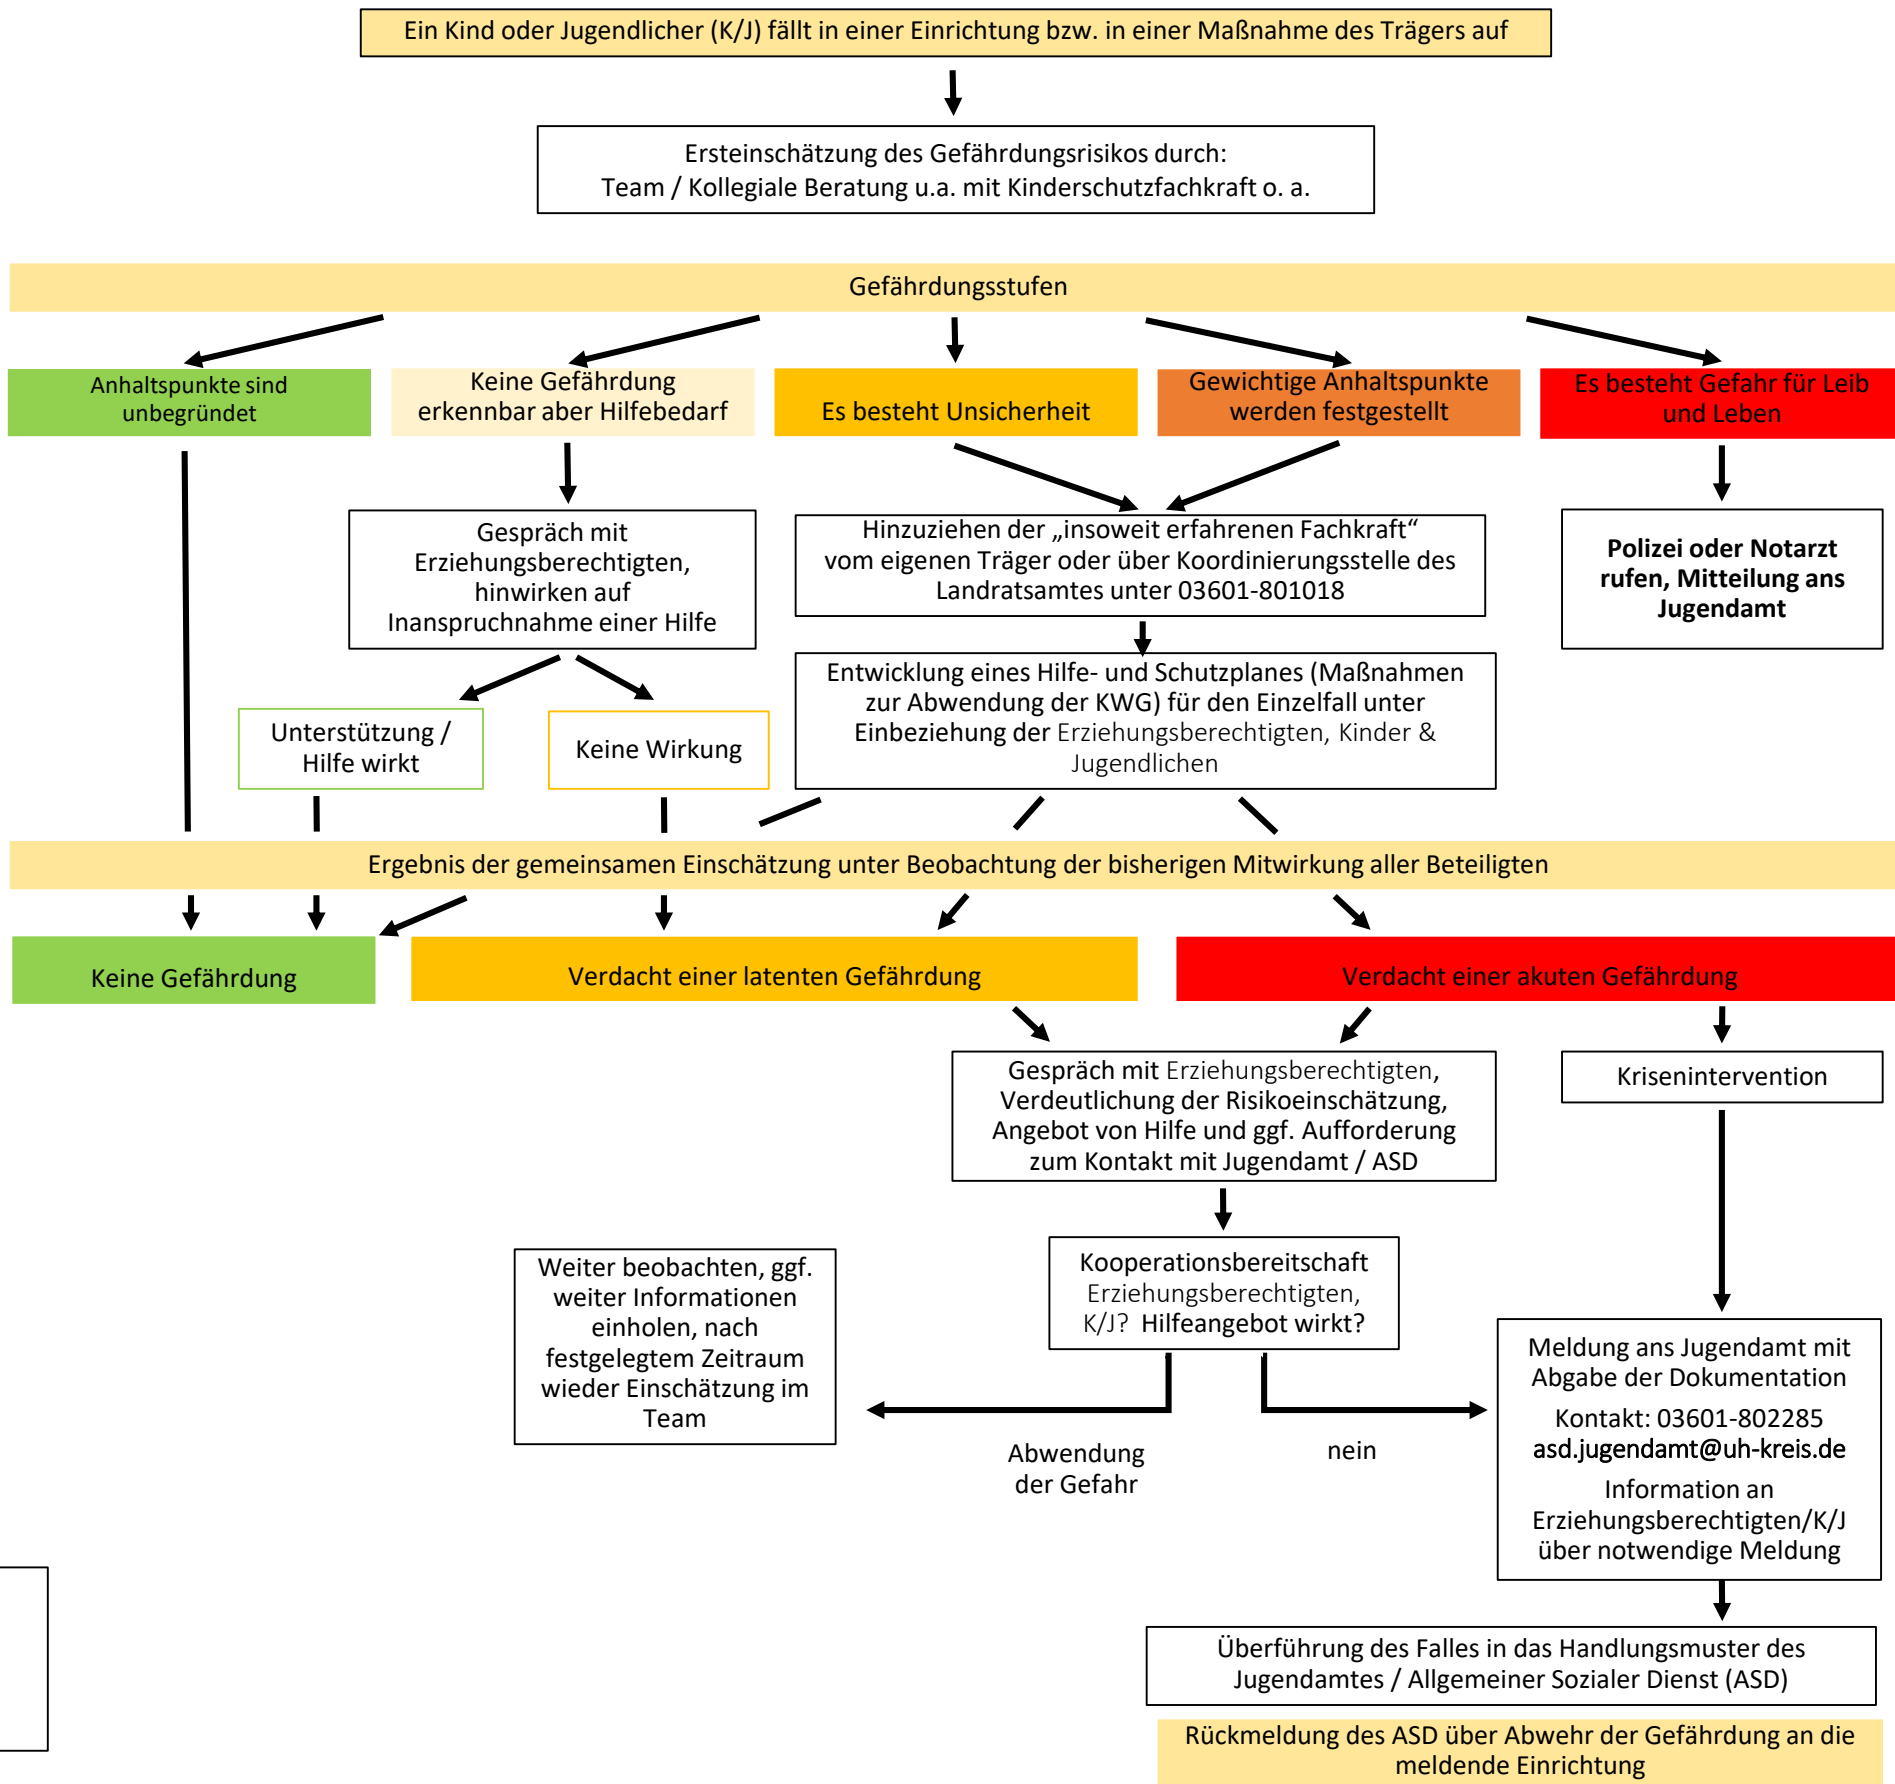 Ein Kind oder Jugendlicher (K/J) fällt in einer Einrichtung bzw. in einer Maßnahme des Trägers auf
Ersteinschätzung des Gefährdungsrisikos durch:
Team / Kollegiale Beratung u.a. mit Kinderschutzfachkraft o. a.
Gefährdungsstufen
Anhaltspunkte sind
unbegründet
Keine Gefährdung
erkennbar aber Hilfebedarf
Es besteht Unsicherheit
Gewichtige Anhaltspunkte
werden festgestellt
Es besteht Gefahr für Leib
und Leben
Gespräch mit
Erziehungsberechtigten,
hinwirken auf
Inanspruchnahme einer Hilfe
Hinzuziehen der „insoweit erfahrenen Fachkraft“
vom eigenen Träger oder über Koordinierungsstelle des
Landratsamtes unter 03601-801018
Polizei oder Notarzt
rufen, Mitteilung ans
Jugendamt
Entwicklung eines Hilfe- und Schutzplanes (Maßnahmen
zur Abwendung der KWG) für den Einzelfall unter
Einbeziehung der Erziehungsberechtigten, Kinder &
Jugendlichen
Unterstützung /
Hilfe wirkt
Keine Wirkung
Ergebnis der gemeinsamen Einschätzung unter Beobachtung der bisherigen Mitwirkung aller Beteiligten
Keine Gefährdung
Verdacht einer latenten Gefährdung
Verdacht einer akuten Gefährdung
Gespräch mit Erziehungsberechtigten,
Verdeutlichung der Risikoeinschätzung,
Angebot von Hilfe und ggf. Aufforderung
zum Kontakt mit Jugendamt / ASD
Krisenintervention
Weiter beobachten, ggf.
weiter Informationen
einholen, nach
festgelegtem Zeitraum
wieder Einschätzung im
Team
Kooperationsbereitschaft
Erziehungsberechtigten,
K/J? Hilfeangebot wirkt?
Abwendung
der Gefahr
nein
Meldung ans Jugendamt mit
Abgabe der Dokumentation
Kontakt: 03601-802285
asd.jugendamt@uh-kreis.de
Information an
Erziehungsberechtigten/K/J
über notwendige Meldung
Überführung des Falles in das Handlungsmuster des
Jugendamtes / Allgemeiner Sozialer Dienst (ASD)
Rückmeldung des ASD über Abwehr der Gefährdung an die
meldende Einrichtung